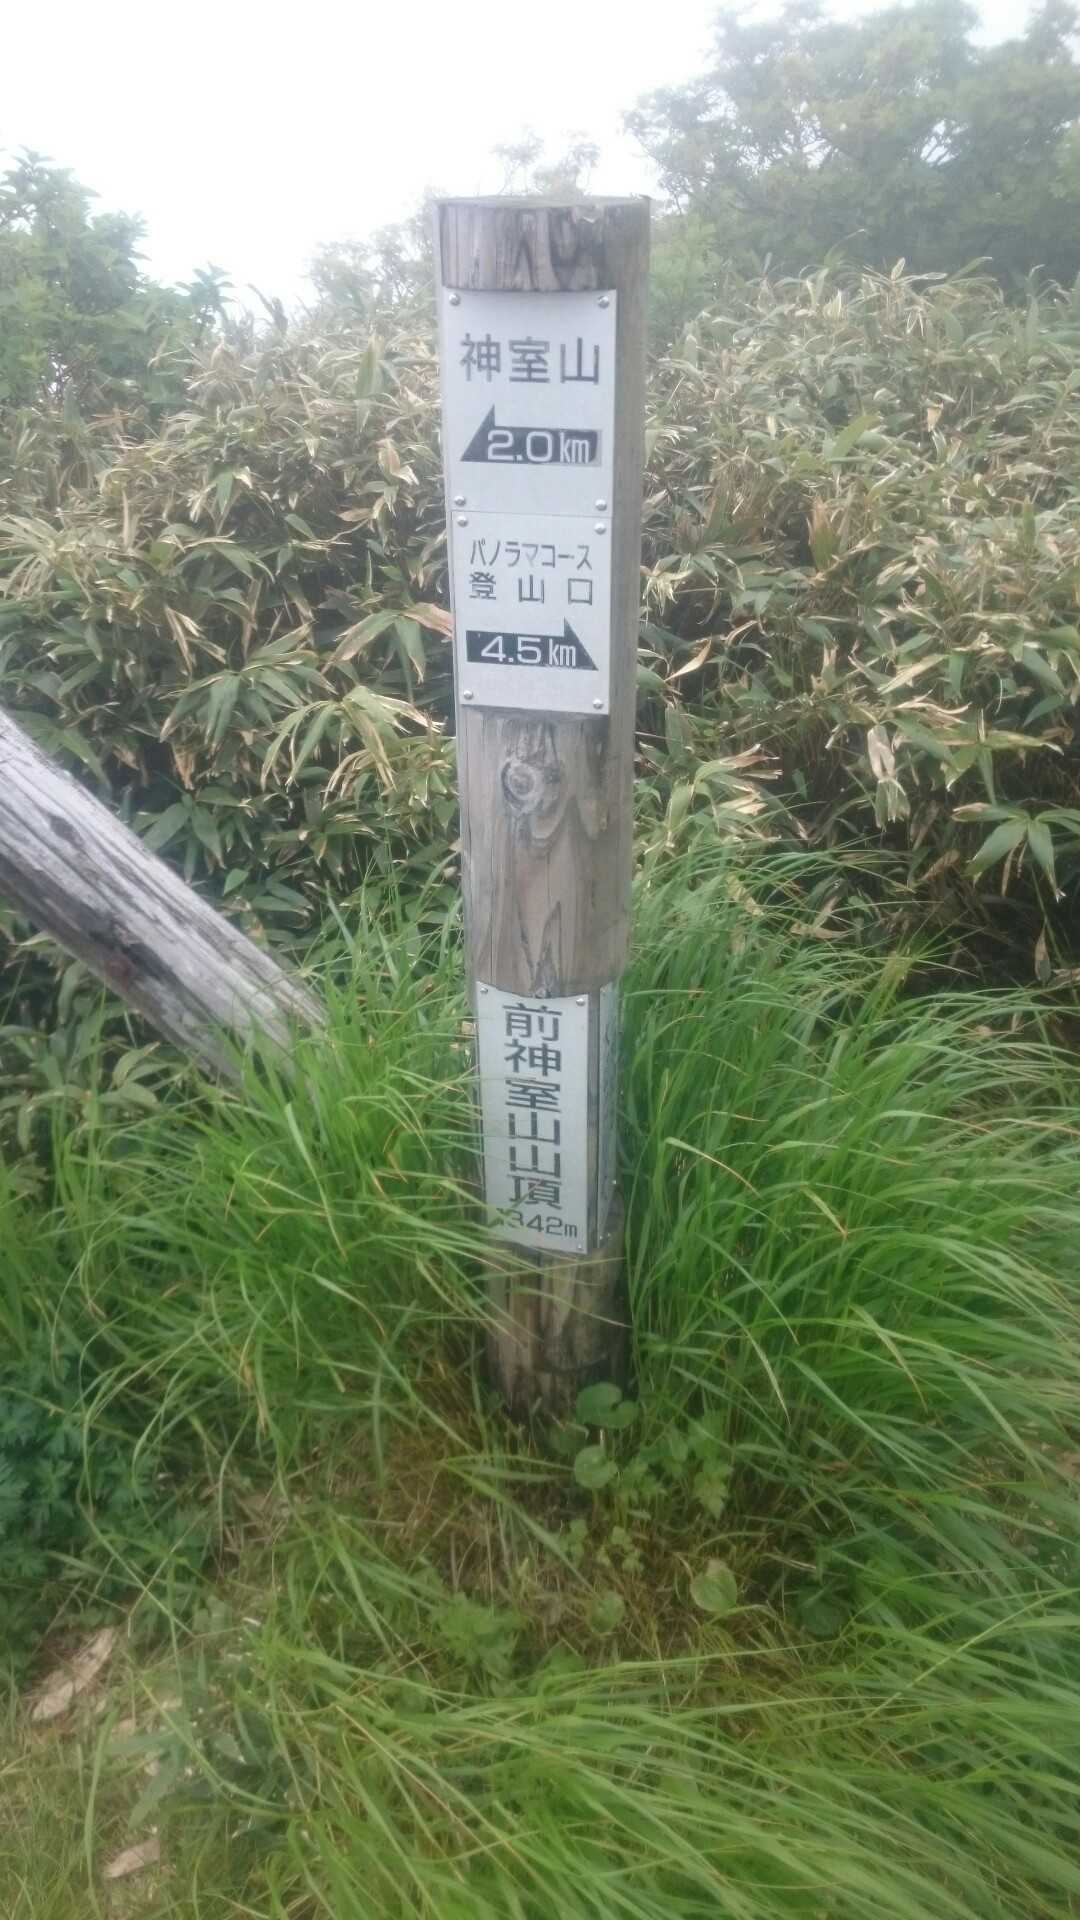 神室山
2.0km
パノラマコース
登山口
4.5km
前神室山山頂
1342m